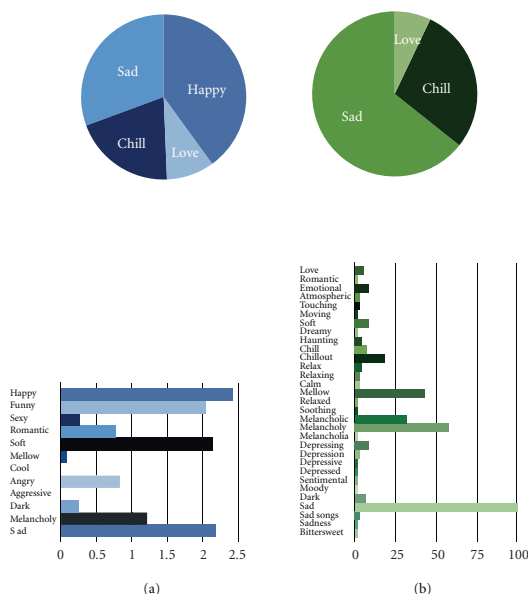 Sad
Happy
Chill
Love
Love
Chill
Sad
Happy
Funny
Sexy
Romantic
Soft
Mellow
Cool
Angry
Aggressive
Dark
Melancholy
S ad
0 0.5 1 1.5 2 2.5
(a)
Love
Romantic
Emotional
Atmospheric
Touching
Moving
Soft
Dreamy
Haunting
Chill
Chillout
Relax
Relaxing
Calm
Mellow
Relaxed
Soothing
Melancholic
Melancholy
Melancholia
Depressing
Depression
Depressive
Depressed
Sentimental
Moody
Dark
Sad
Sad songs
Sadness
Bittersweet
0 25 50 75 100
(b)